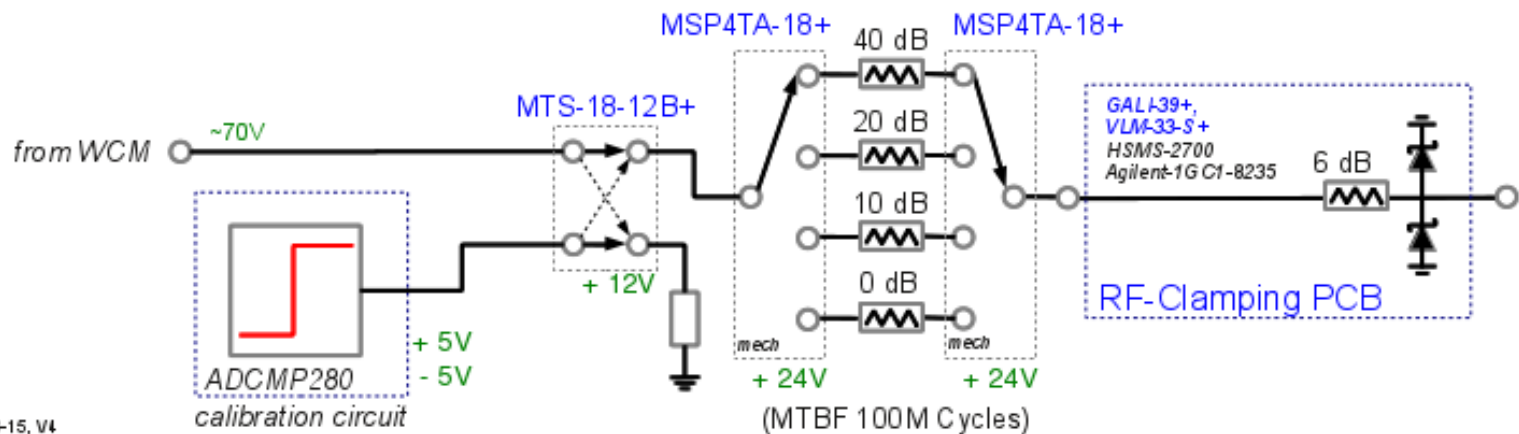 MSP4TA-18+
MSP4TA-18+
40 dB
MTS-18-12B+
~70V
from WCM
20 dB
GALI-39+,
VLM-33-S+
HSMS-2700
Agilent-1GC1-8235
6 dB
10 dB
+ 12V
0 dB
RF-Clamping PCB
+ 5V
- 5V
mech
mech
ADCMP280
+ 24V
+ 24V
calibration circuit
(MTBF 100M Cycles)
-15, V4